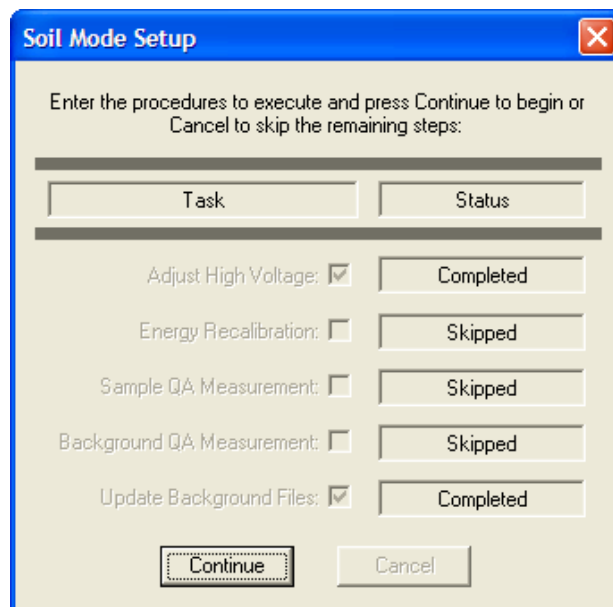 Soil Mode Setup
Enter the procedures to execute and press Continue to begin or
Cancel to skip the remaining steps:
Task Status
Adjust High Voltage: Completed
Energy Recalibration: Skipped
Sample QA Measurement: Skipped
Background QA Measurement: Skipped
Update Background Files: Completed
Continue Cancel